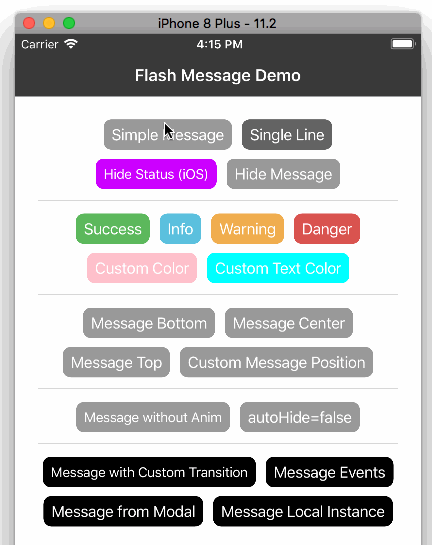 iPhone 8 Plus - 11.2
Carrier 4:15 PM
Flash Message Demo
Simple Message Single Line
Hide Status (iOS) Hide Message
Success Info Warning Danger
Custom Color Custom Text Color
Message Bottom Message Center
Message Top Custom Message Position
Message without Anim autoHide=false
Message with Custom Transition Message Events
Message from Modal Message Local Instance